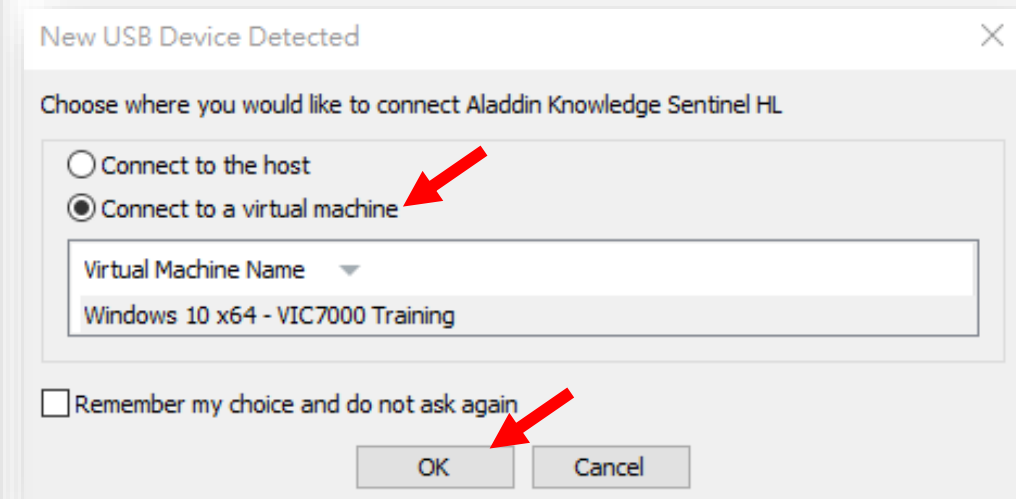 New USB Device Detected
Choose where you would like to connect Aladdin Knowledge Sentinel HL
Connect to the host
Connect to a virtual machine
Virtual Machine Name
Windows 10 x64 - VIC7000 Training
Remember my choice and do not ask again
OK
Cancel